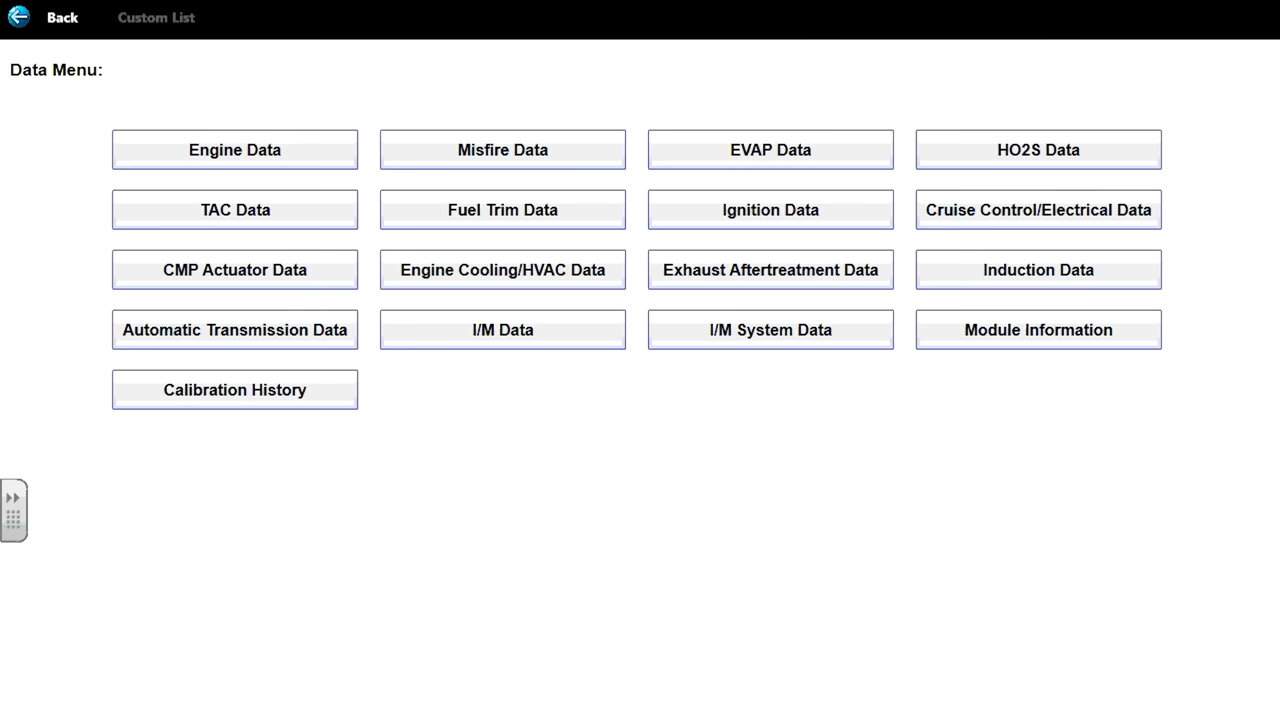 Back Custom List
Data Menu:
Engine Data Misfire Data EVAP Data HO2S Data
TAC Data Fuel Trim Data Ignition Data Cruise Control/Electrical Data
CMP Actuator Data Engine Cooling/HVAC Data Exhaust Aftertreatment Data Induction Data
Automatic Transmission Data I/M Data I/M System Data Module Information
Calibration History